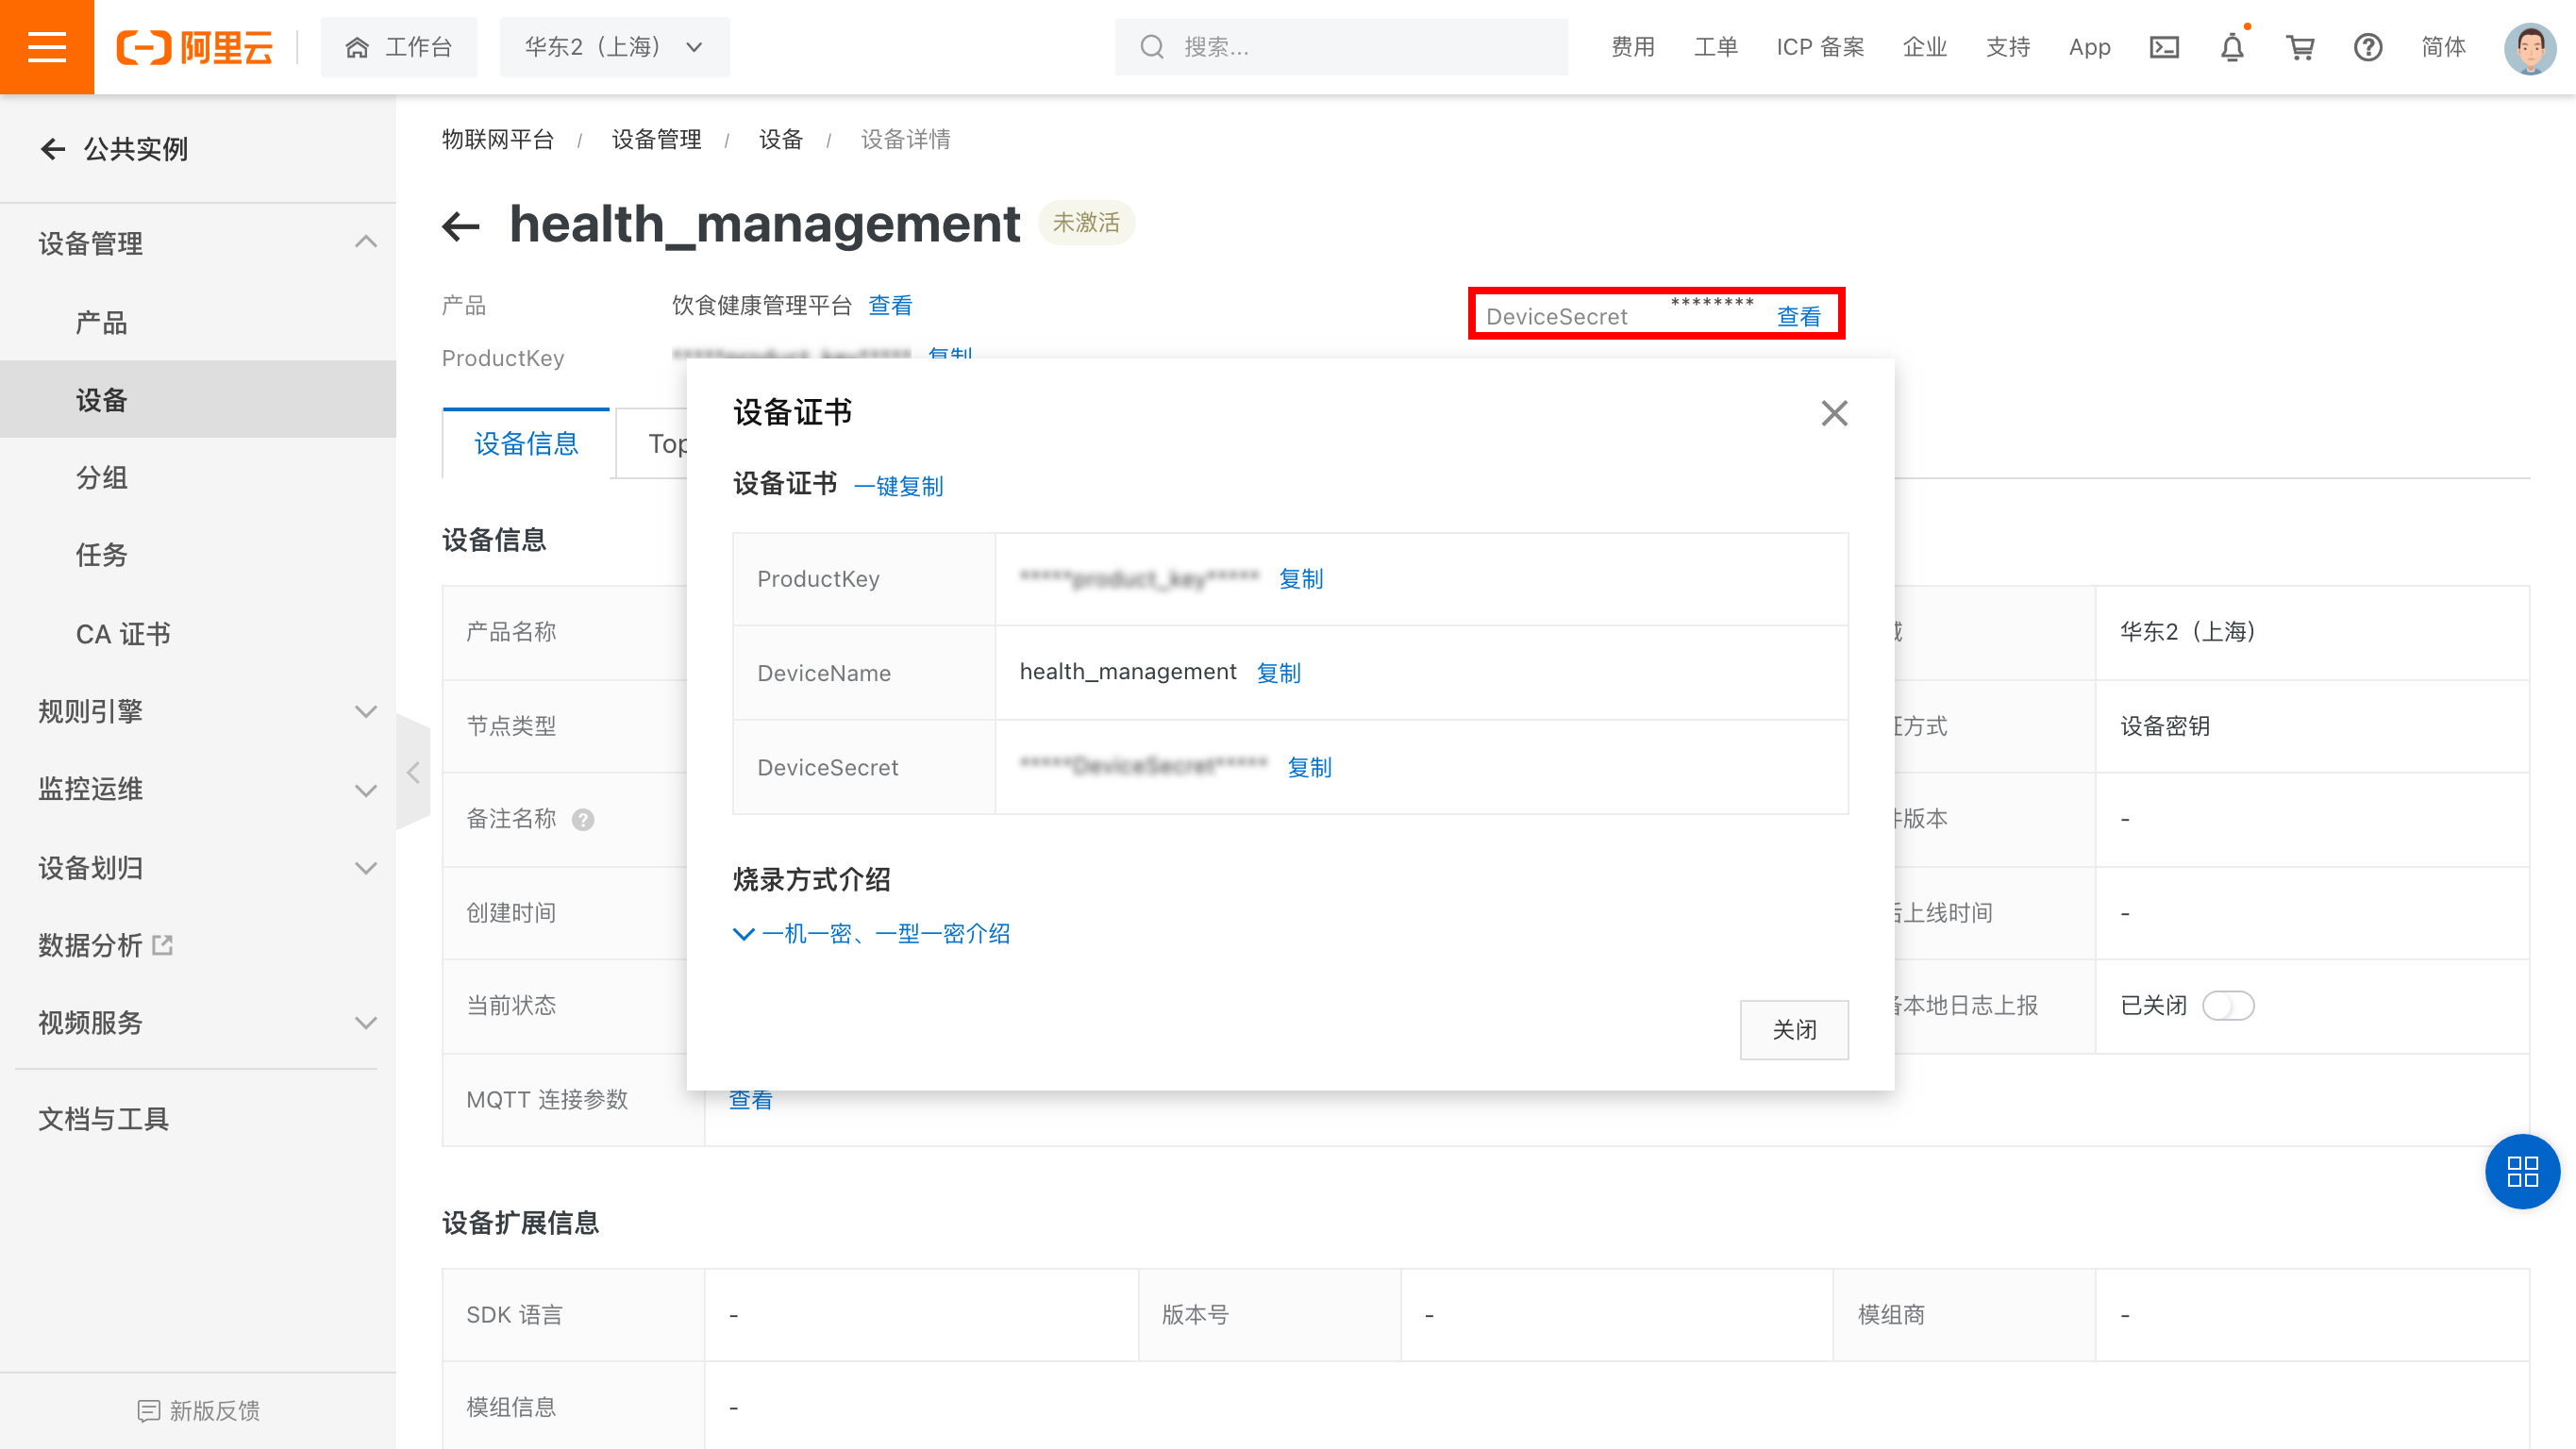 阿里云
工作台
华东2（上海）
搜索...
费用
工单
ICP 备案
企业
支持
App
简体
公共实例
设备管理
产品
设备
分组
任务
CA 证书
规则引擎
监控运维
设备划归
数据分析
视频服务
文档与工具
新版反馈
物联网平台 / 设备管理 / 设备 / 设备详情
health_management 未激活
产品 饮食健康管理平台 查看
DeviceSecret ******** 查看
ProductKey *****product_key***** 复制
设备信息
Top
设备证书
设备证书 一键复制
ProductKey *****product_key***** 复制
DeviceName health_management 复制
DeviceSecret *****DeviceSecret***** 复制
烧录方式介绍
一机一密、一型一密介绍
关闭
设备信息
产品名称
华东2（上海）
节点类型
方式 设备密钥
备注名称
版本 -
创建时间
上线时间 -
当前状态
本地日志上报 已关闭
MQTT 连接参数 查看
设备扩展信息
SDK 语言 - 版本号 - 模组商 -
模组信息 -